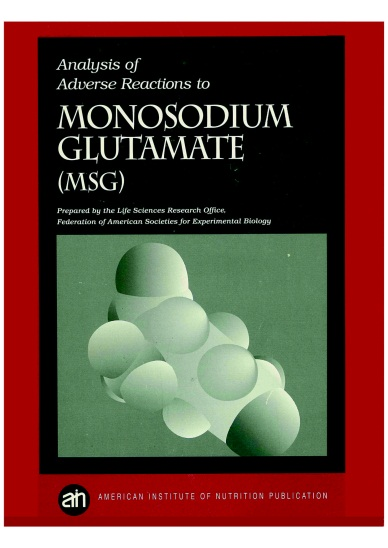 Analysis of
Adverse Reactions to
MONOSODIUM
GLUTAMATE
(MSG)
Prepared by the Life Sciences Research Office,
Federation of American Societies for Experimental Biology
ain AMERICAN INSTITUTE OF NUTRITION PUBLICATION